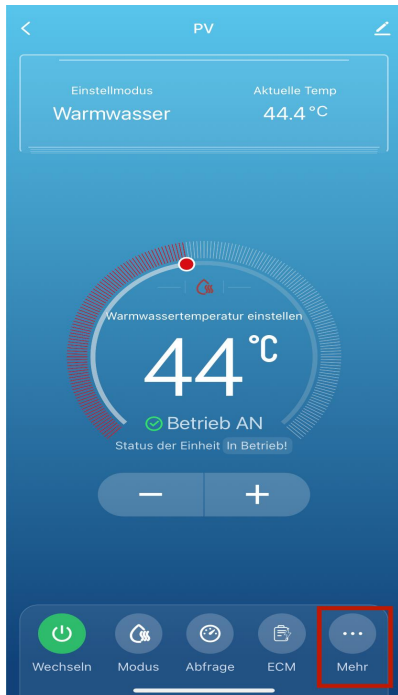 PV
Einstellmodus
Aktuelle Temp
Warmwasser
44.4 °C
Warmwassertemperatur einstellen
44 °C
Betrieb AN
Status der Einheit In Betrieb!
− +
Wechseln Modus Abfrage ECM Mehr